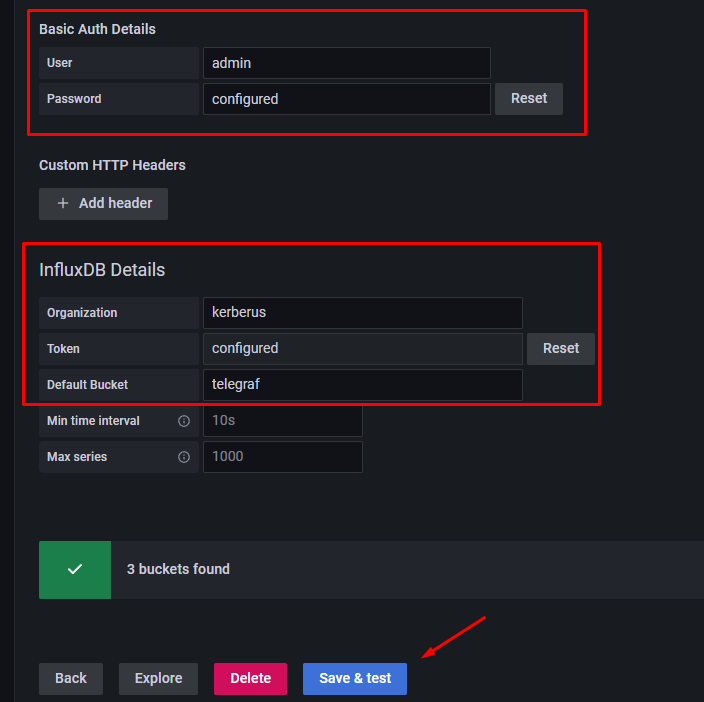 Basic Auth Details
User admin
Password configured Reset
Custom HTTP Headers
+ Add header
InfluxDB Details
Organization kerberus
Token configured Reset
Default Bucket telegraf
Min time interval 10s
Max series 1000
3 buckets found
Back Explore Delete Save & test